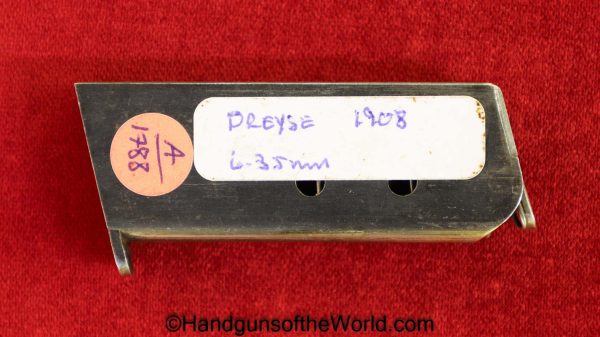 DREYSE 1908
6.35mm
A
1788
©HandgunsoftheWorld.com